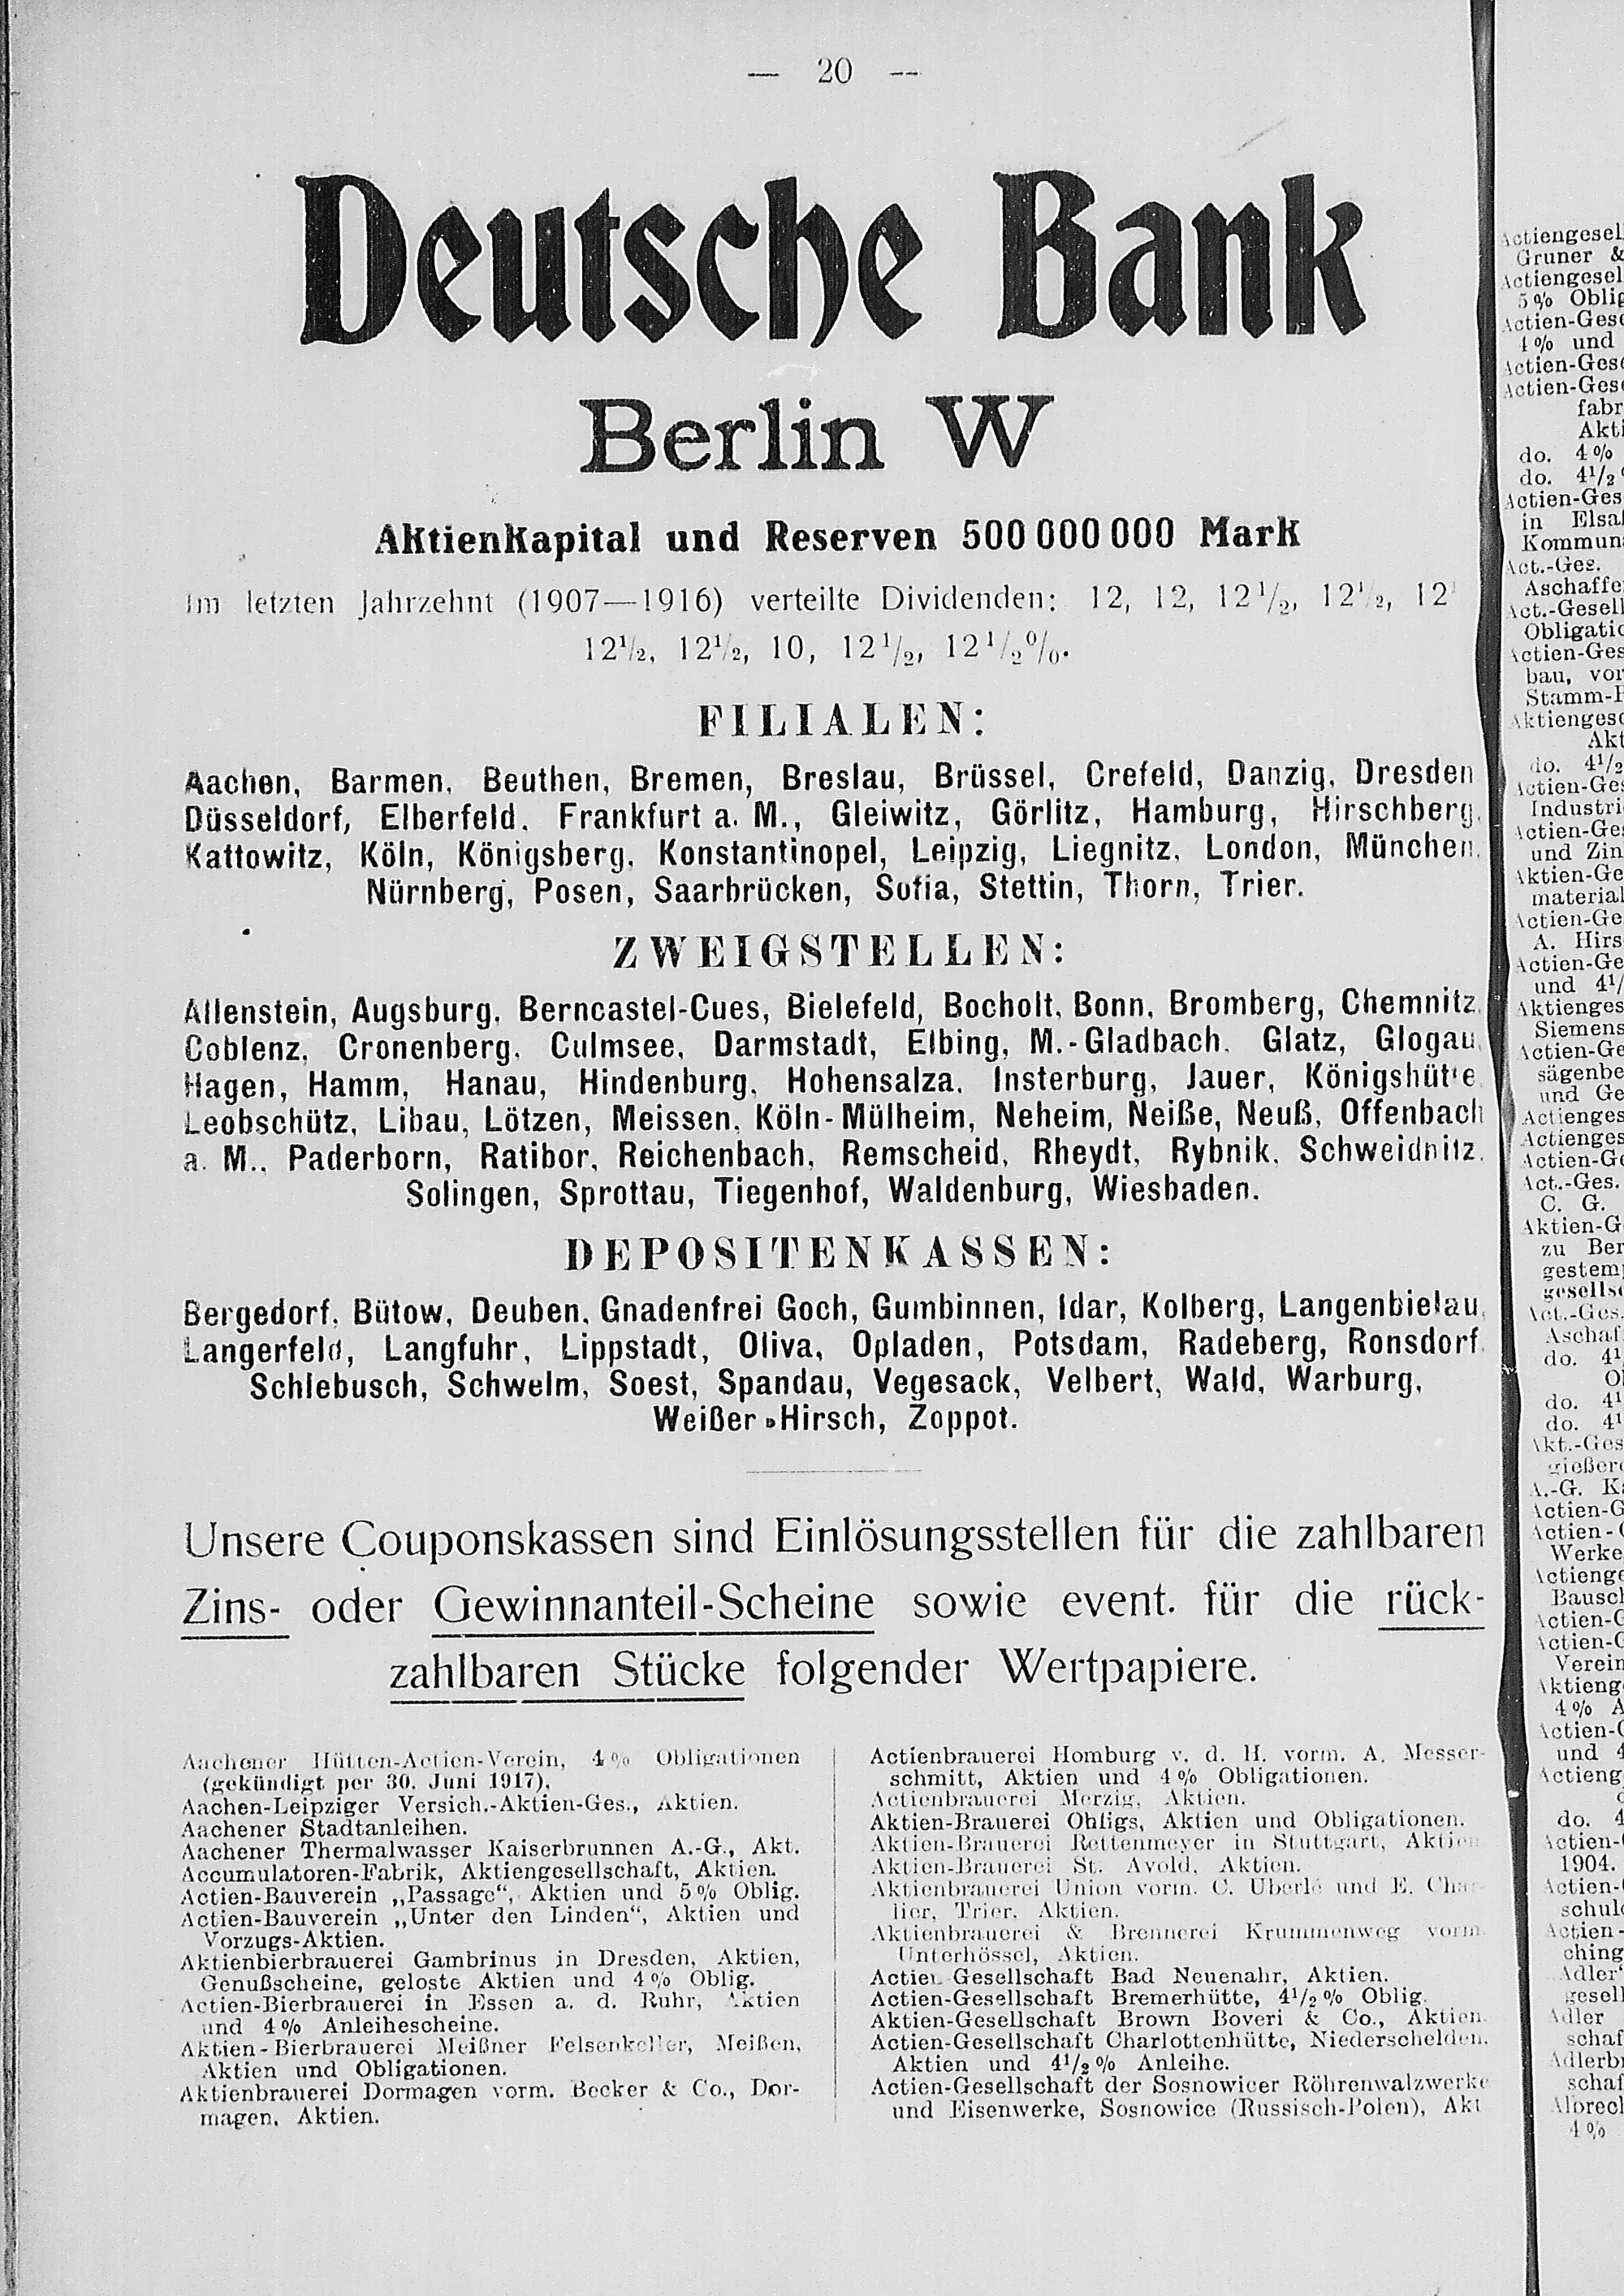 — 20 —
Deutsche Bank
Berlin W
Aktienkapital und Reserven 500 000 000 Mark
Im letzten Jahrzehnt (1907—1916) verteilte Dividenden: 12, 12, 12½, 12½, 12
12½, 12½, 10, 12½, 12½%.
FILIALEN:
Aachen, Barmen, Beuthen, Bremen, Breslau, Brüssel, Crefeld, Danzig, Dresden
Düsseldorf, Elberfeld, Frankfurt a. M., Gleiwitz, Görlitz, Hamburg, Hirschberg,
Kattowitz, Köln, Königsberg, Konstantinopel, Leipzig, Liegnitz, London, München,
Nürnberg, Posen, Saarbrücken, Sofia, Stettin, Thorn, Trier.
ZWEIGSTELLEN:
Allenstein, Augsburg, Berncastel-Cues, Bielefeld, Bocholt, Bonn, Bromberg, Chemnitz,
Coblenz, Cronenberg, Culmsee, Darmstadt, Elbing, M.-Gladbach, Glatz, Glogau,
Hagen, Hamm, Hanau, Hindenburg, Hohensalza, Insterburg, Jauer, Königshütte,
Leobschütz, Libau, Lötzen, Meissen, Köln-Mülheim, Neheim, Neiße, Neuß, Offenbach
a. M., Paderborn, Ratibor, Reichenbach, Remscheid, Rheydt, Rybnik, Schweidnitz,
Solingen, Sprottau, Tiegenhof, Waldenburg, Wiesbaden.
DEPOSITENKASSEN:
Bergedorf, Bütow, Deuben, Gnadenfrei Goch, Gumbinnen, Idar, Kolberg, Langenbielau,
Langerfeld, Langfuhr, Lippstadt, Oliva, Opladen, Potsdam, Radeberg, Ronsdorf,
Schlebusch, Schwelm, Soest, Spandau, Vegesack, Velbert, Wald, Warburg,
Weißer-Hirsch, Zoppot.
Unsere Couponskassen sind Einlösungsstellen für die zahlbaren
Zins- oder Gewinnanteil-Scheine sowie event. für die rück-
zahlbaren Stücke folgender Wertpapiere.
Aachener Hütten-Actien-Verein, 4% Obligationen
(gekündigt per 30. Juni 1917),
Aachen-Leipziger Versich.-Aktien-Ges., Aktien.
Aachener Stadtanleihen.
Aachener Thermalwasser Kaiserbrunnen A.-G., Akt.
Accumulatoren-Fabrik, Aktiengesellschaft, Aktien.
Actien-Bauverein „Passage“, Aktien und 5% Oblig.
Actien-Bauverein „Unter den Linden“, Aktien und
Vorzugs-Aktien.
Aktienbierbrauerei Gambrinus in Dresden, Aktien,
Genußscheine, geloste Aktien und 4% Oblig.
Actien-Bierbrauerei in Essen a. d. Ruhr, Aktien
und 4% Anleihescheine.
Aktien-Bierbrauerei Meißner Felsenkeller, Meißen,
Aktien und Obligationen.
Aktienbrauerei Dormagen vorm. Becker & Co., Dor-
magen, Aktien.
Actienbrauerei Homburg v. d. H. vorm. A. Messer-
schmitt, Aktien und 4% Obligationen.
Actienbrauerei Merzig, Aktien.
Aktien-Brauerei Ohligs, Aktien und Obligationen.
Aktien-Brauerei Rettenmeyer in Stuttgart, Aktien
Aktien-Brauerei St. Avold, Aktien.
Aktienbrauerei Union vorm. C. Uberlé und E. Char-
lier, Trier, Aktien.
Aktienbrauerei & Brennerei Krummenweg vorm.
Unterhössel, Aktien.
Actien-Gesellschaft Bad Neuenahr, Aktien.
Actien-Gesellschaft Bremerhütte, 4½% Oblig.
Aktien-Gesellschaft Brown Boveri & Co., Aktien.
Actien-Gesellschaft Charlottenhütte, Niederschelden,
Aktien und 4½% Anleihe.
Actien-Gesellschaft der Sosnowicer Röhrenwalzwerke
und Eisenwerke, Sosnowice (Russisch-Polen), Akt